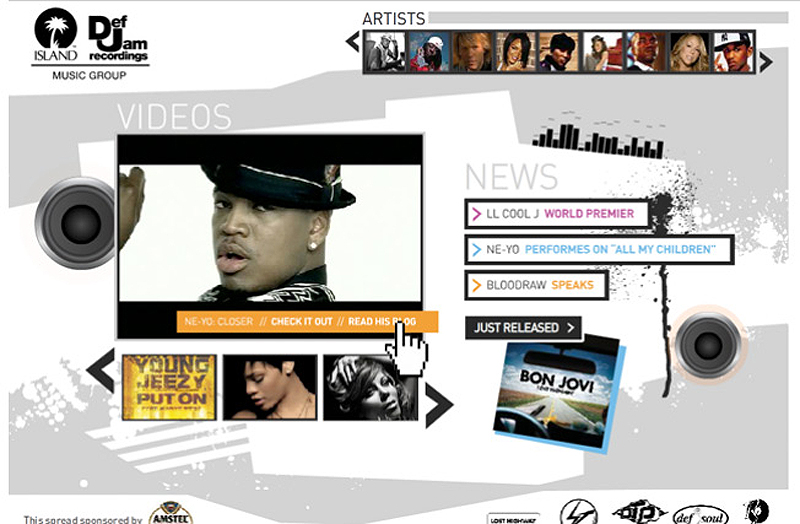 ARTISTS
ISLAND
Def
Jam
recordings
MUSIC GROUP
VIDEOS
NE-YO: CLOSER // CHECK IT OUT // READ HIS BLOG
YOUNG
JEEZY
PUT ON
NEWS
LL COOL J WORLD PREMIER
NE-YO PERFORMES ON "ALL MY CHILDREN"
BLOODRAW SPEAKS
JUST RELEASED
BON JOVI
LOST HIGHWAY
This spread sponsored by
AMSTEL
LOST HIGHWAY
def soul